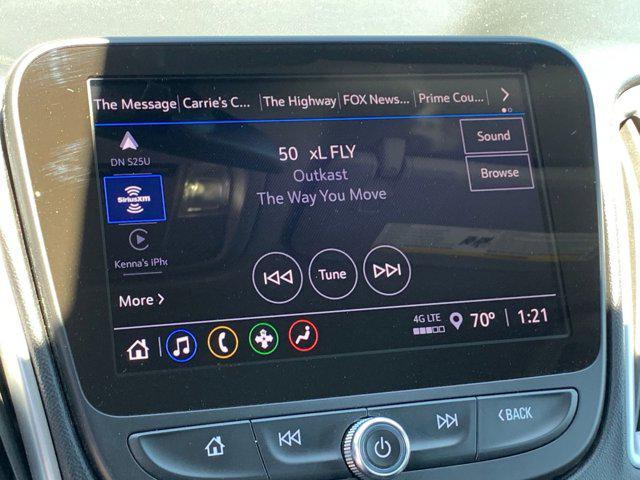 The Message Carrie's C... The Highway FOX News... Prime Cou... >
DN S25U
SiriusXM
Kenna's iPh
More >
50 xL FLY
Outkast
The Way You Move
Sound
Browse
Tune
4G LTE
70° 1:21
< BACK